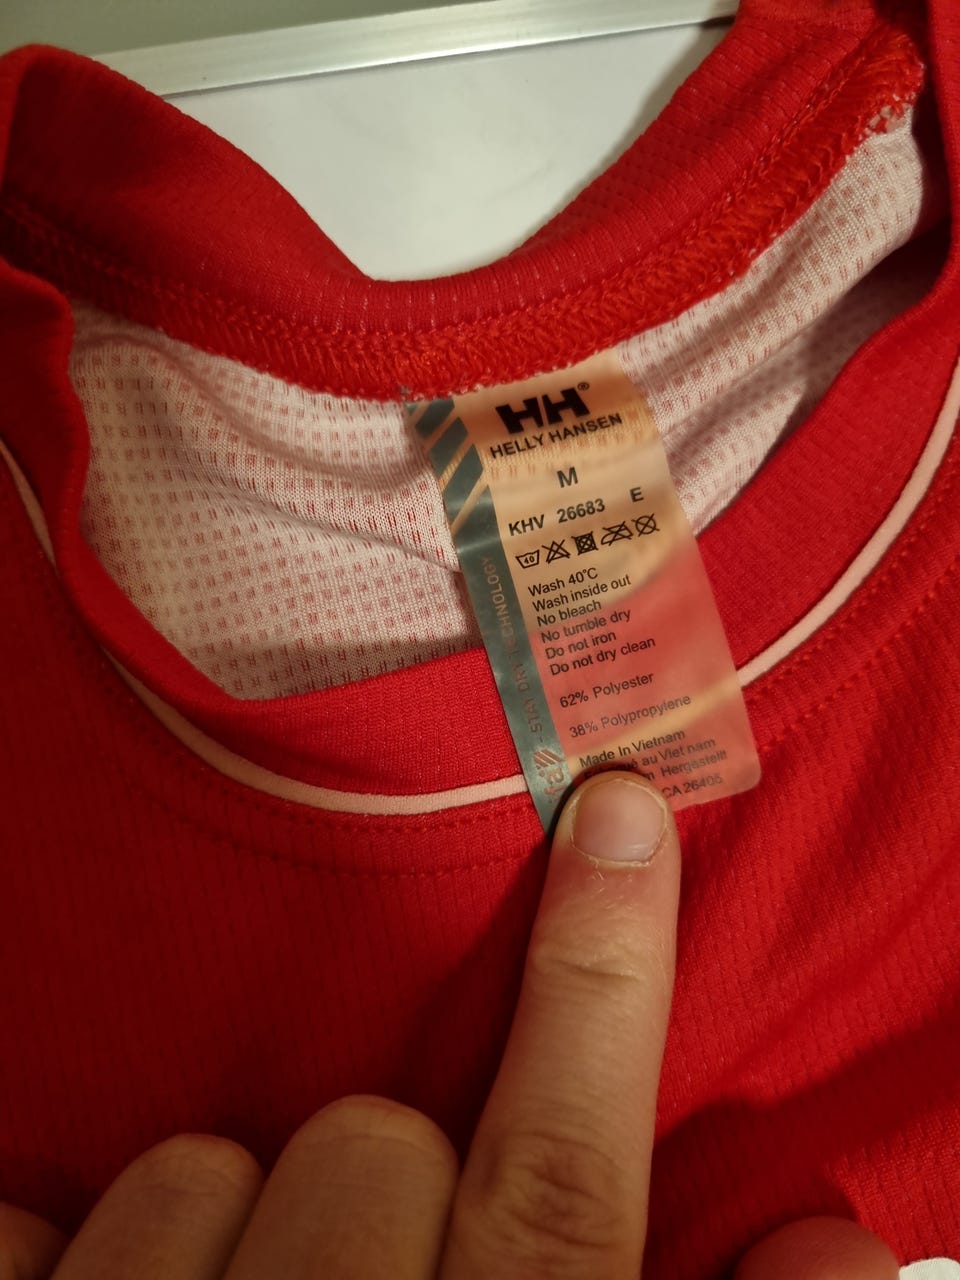 HH®
HELLY HANSEN
M
KHV 26683 E
40
Wash 40°C
Wash inside out
No bleach
No tumble dry
Do not iron
Do not dry clean
62% Polyester
38% Polypropylene
Made In Vietnam
au Viet nam
Hergestellt
CA 26405
- STAY DRY TECHNOLOGY